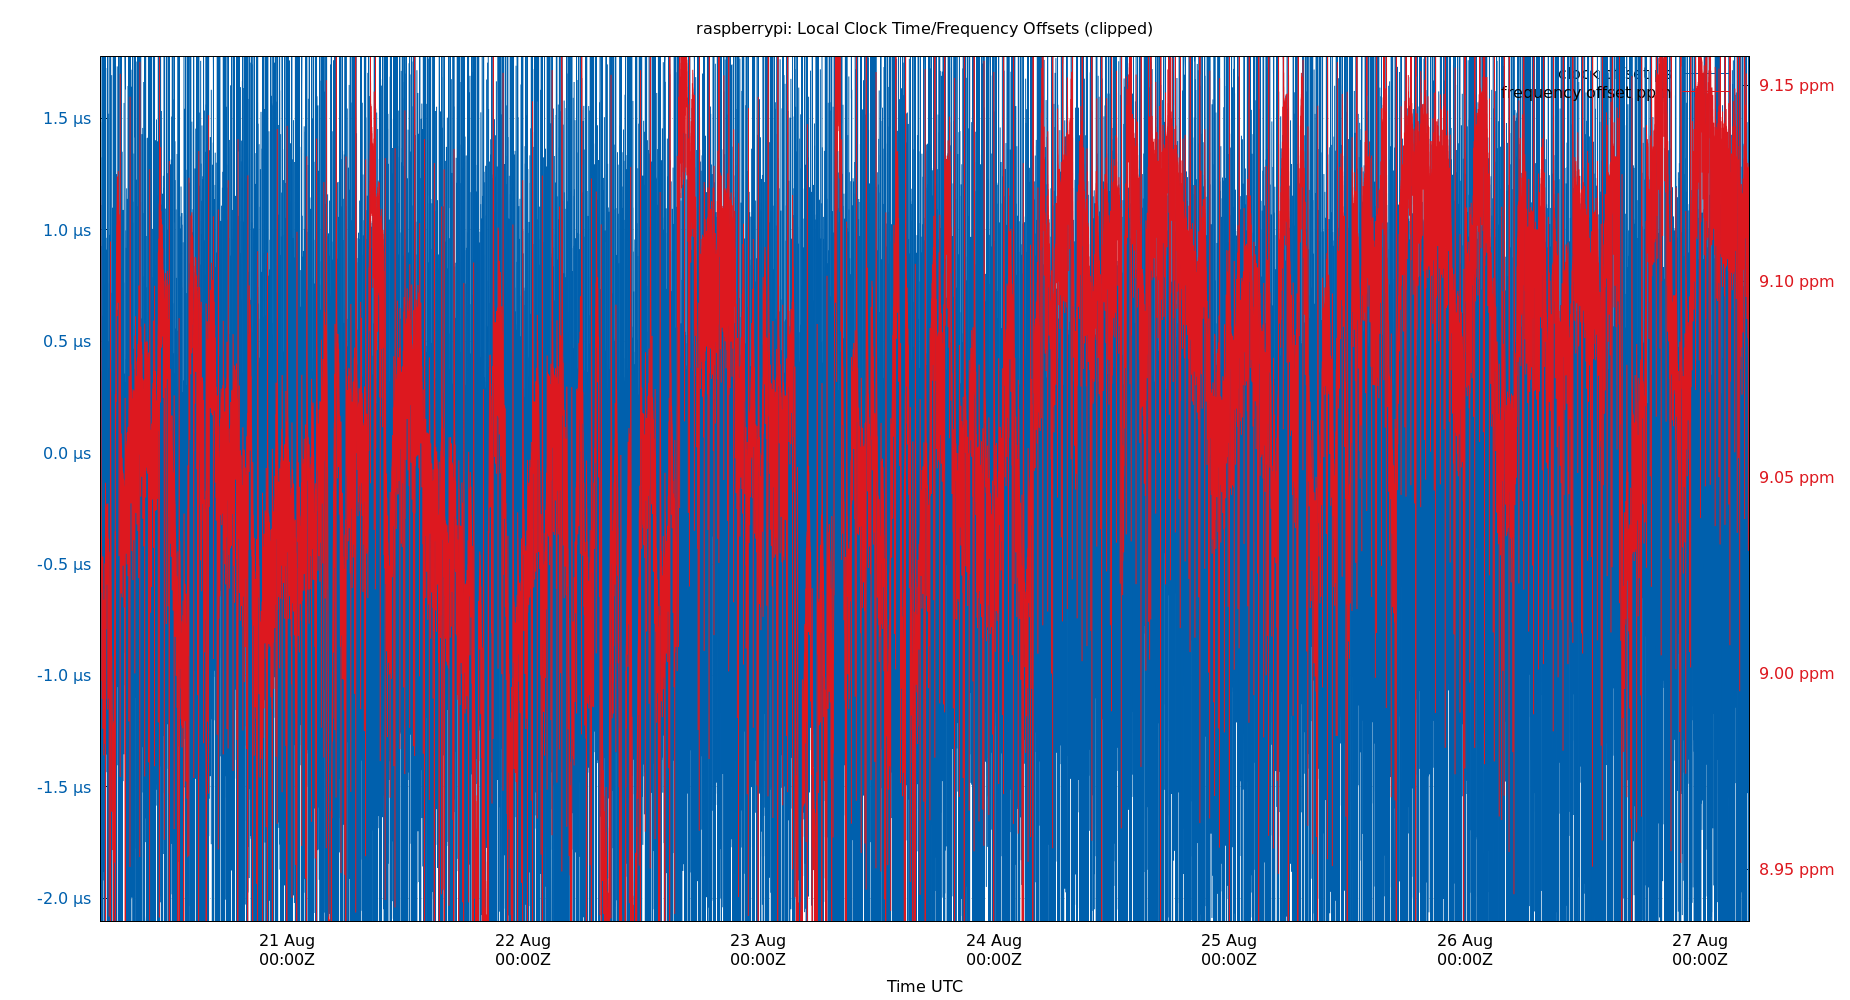 raspberrypi: Local Clock Time/Frequency Offsets (clipped)
clock offset
frequency offset ppm
1.5 µs
1.0 µs
0.5 µs
0.0 µs
-0.5 µs
-1.0 µs
-1.5 µs
-2.0 µs
9.15 ppm
9.10 ppm
9.05 ppm
9.00 ppm
8.95 ppm
21 Aug
00:00Z
22 Aug
00:00Z
23 Aug
00:00Z
24 Aug
00:00Z
25 Aug
00:00Z
26 Aug
00:00Z
27 Aug
00:00Z
Time UTC